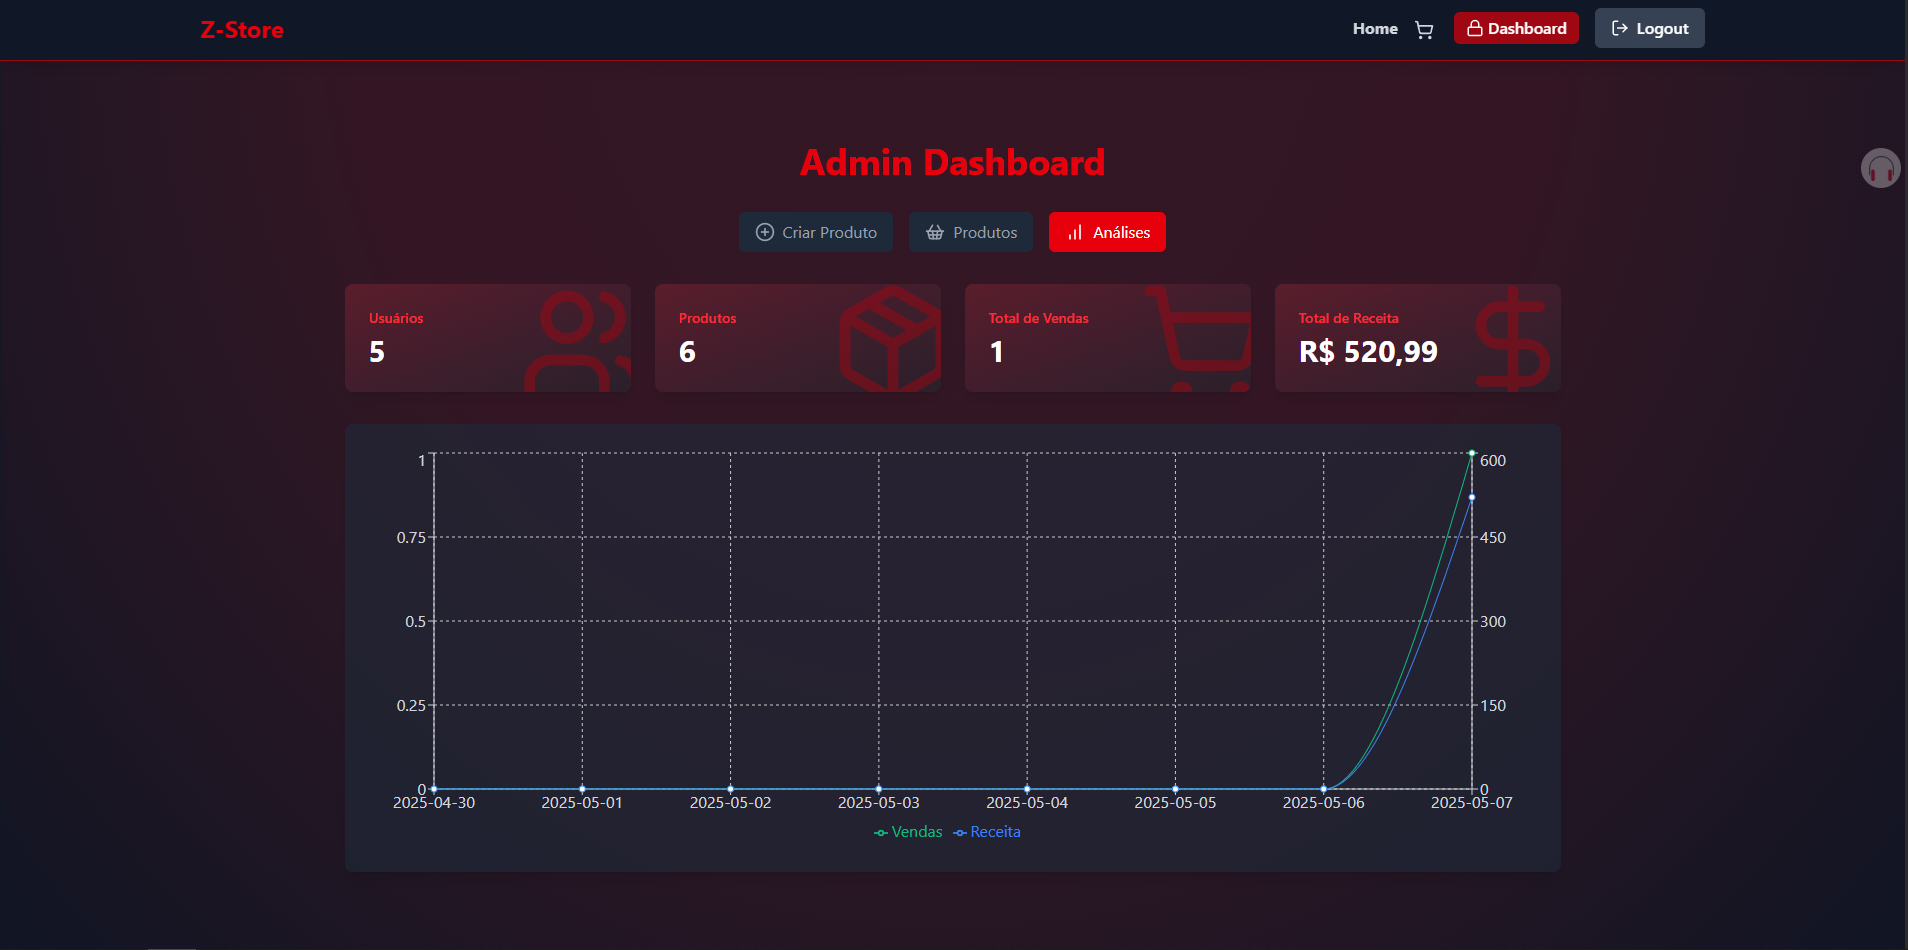 Z-Store
Home
Dashboard
Logout
Admin Dashboard
Criar Produto
Produtos
Análises
Usuários
5
Produtos
6
Total de Vendas
1
Total de Receita
R$ 520,99
1
0.75
0.5
0.25
0
600
450
300
150
0
2025-04-30
2025-05-01
2025-05-02
2025-05-03
2025-05-04
2025-05-05
2025-05-06
2025-05-07
Vendas
Receita